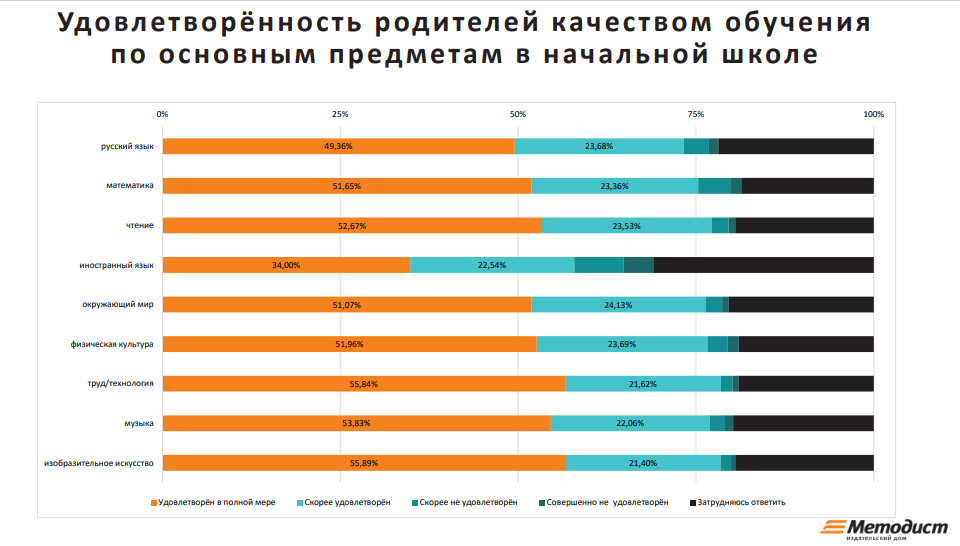 Удовлетворённость родителей качеством обучения
по основным предметам в начальной школе
0% 25% 50% 75% 100%
русский язык 49,36% 23,68%
математика 51,65% 23,36%
чтение 52,67% 23,53%
иностранный язык 34,00% 22,54%
окружающий мир 51,07% 24,13%
физическая культура 51,96% 23,69%
труд/технология 55,84% 21,62%
музыка 53,83% 22,06%
изобразительное искусство 55,89% 21,40%
Удовлетворён в полной мере Скорее удовлетворён Скорее не удовлетворён Совершенно не удовлетворён Затрудняюсь ответить
Методист
издательский дом